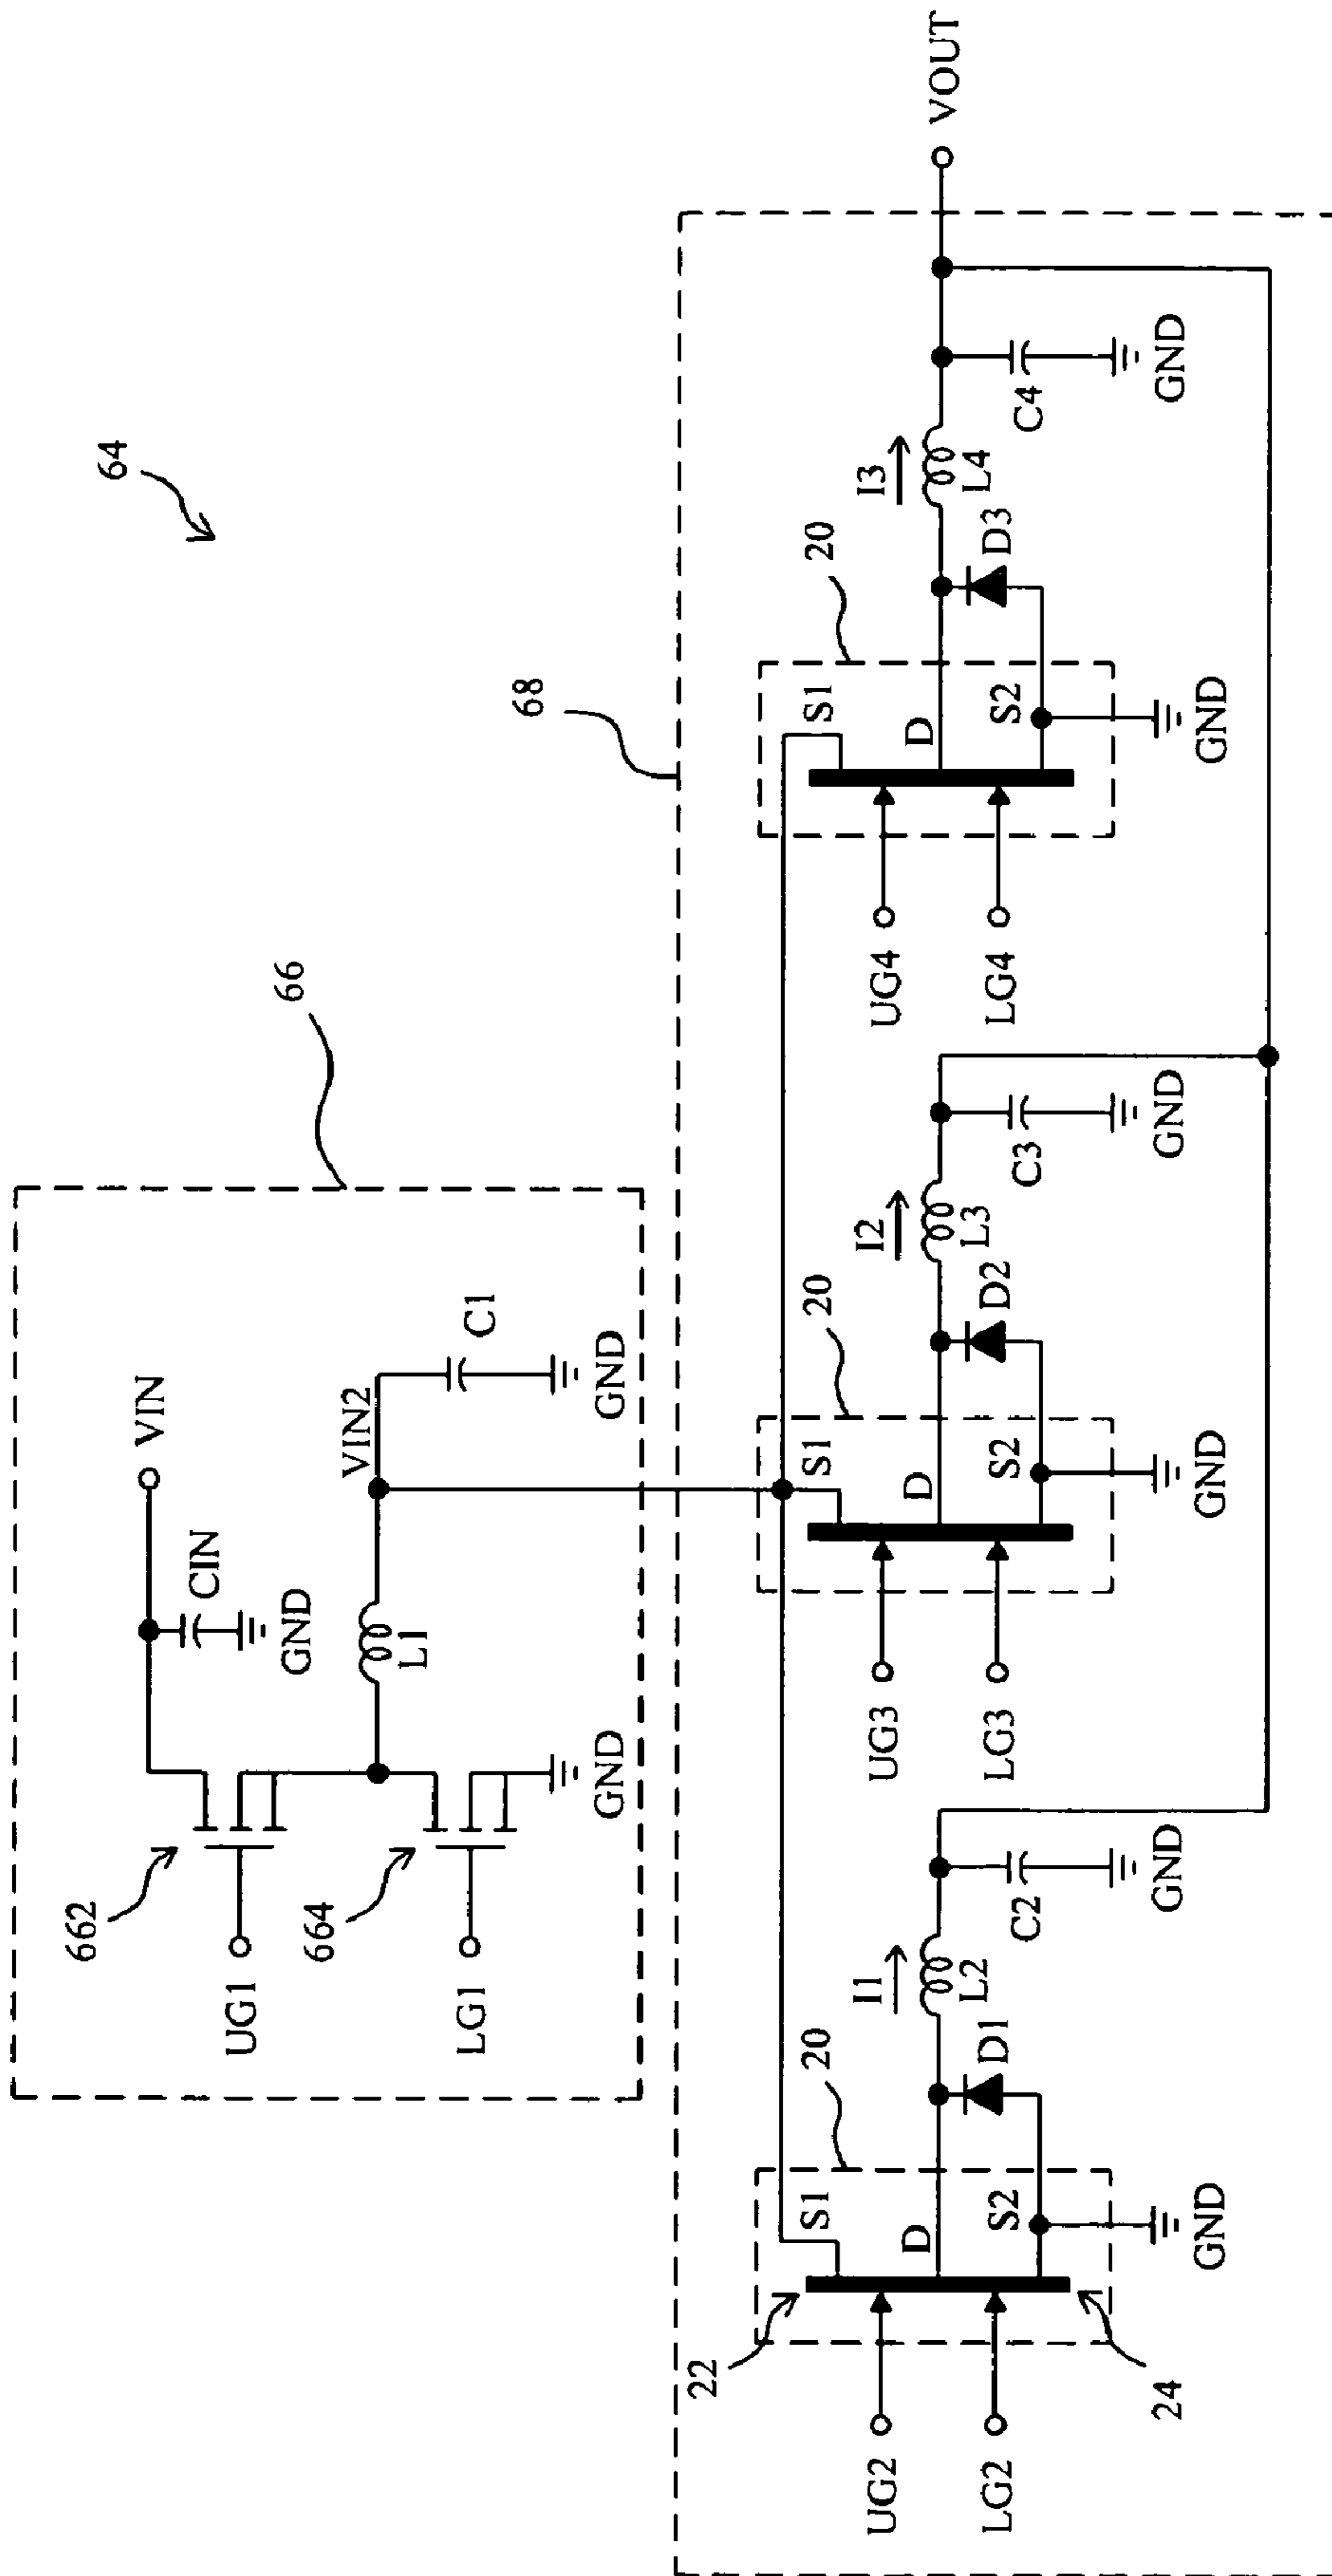 64
66
VIN
CIN
GND
662
UG1
664
LG1
L1
VIN2
C1
GND
GND
68
20
S1
22
UG2
D
I1
L2
D1
LG2
S2
24
GND
C2
GND
20
S1
UG3
D
I2
L3
D2
LG3
S2
GND
C3
GND
20
S1
UG4
D
I3
L4
D3
LG4
S2
GND
C4
GND
VOUT